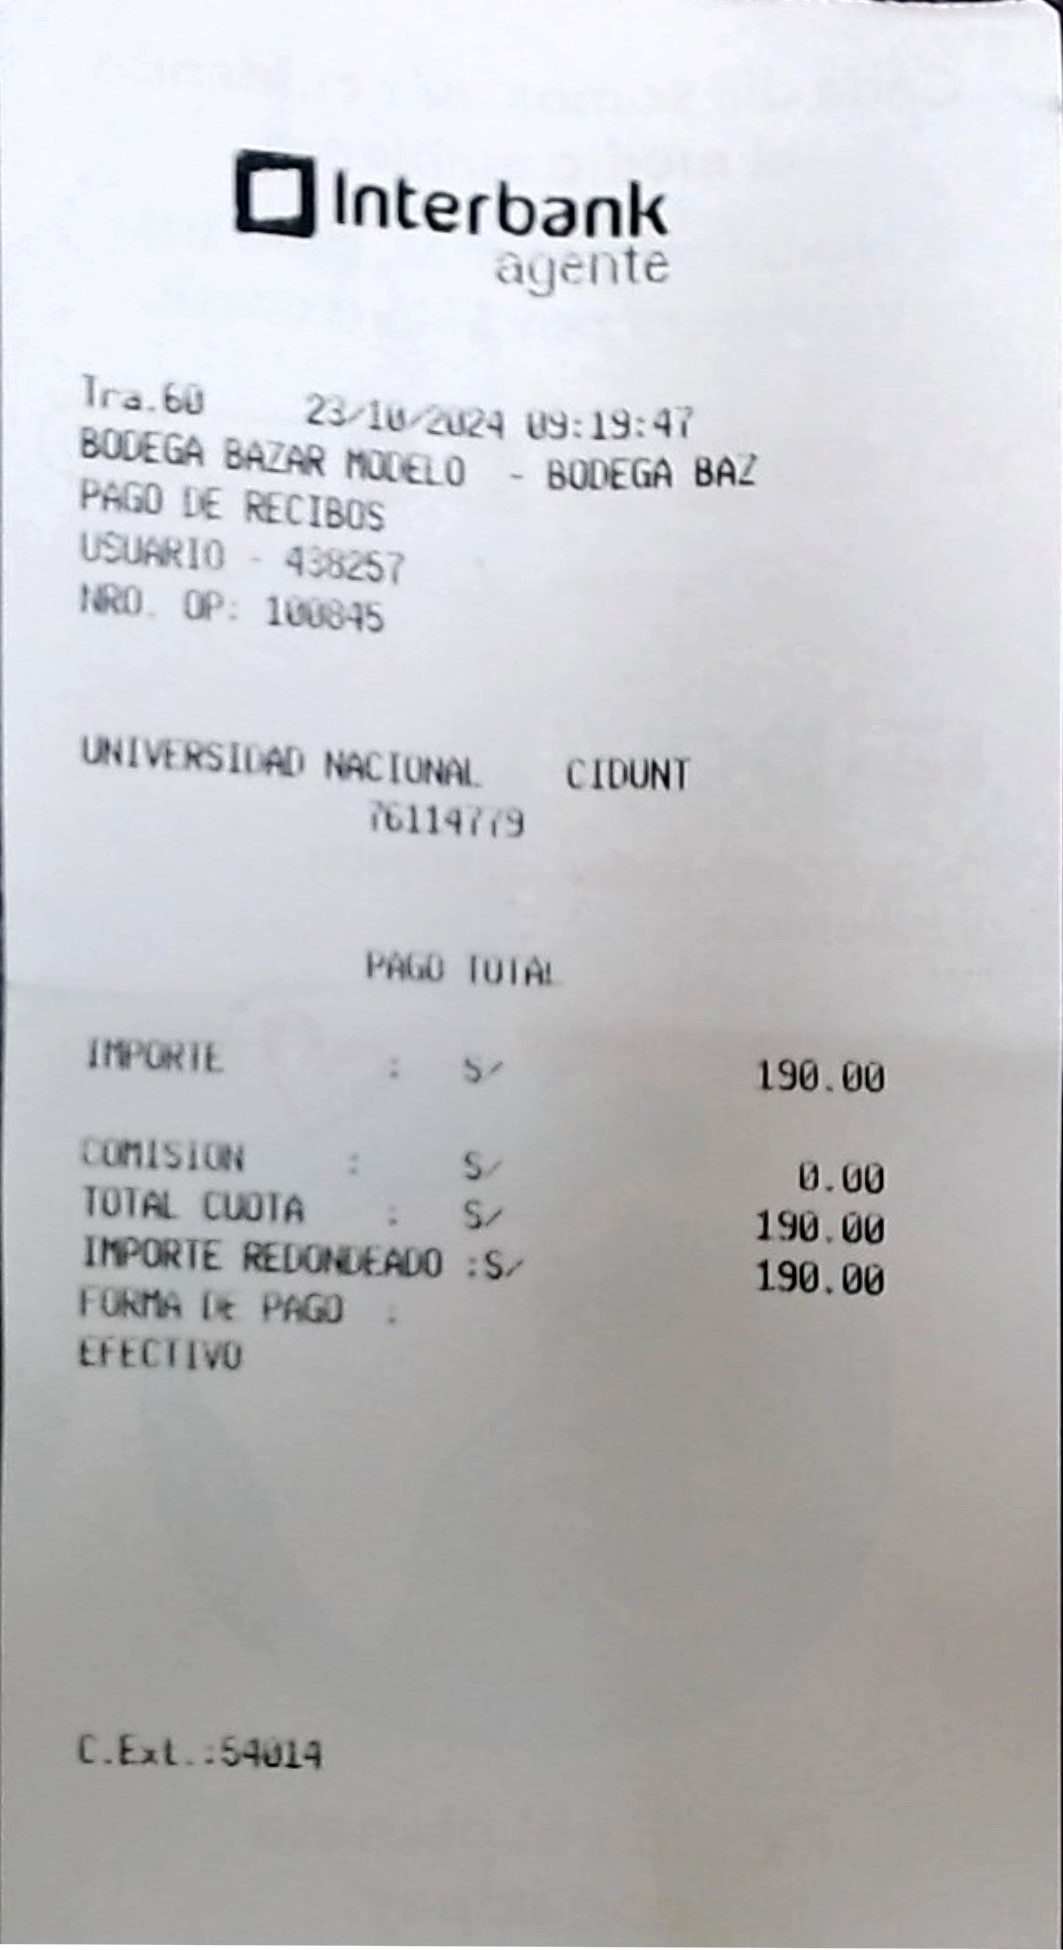 Interbank
agente
Tra.60 23/10/2024 09:19:47
BODEGA BAZAR MODELO - BODEGA BAZ
PAGO DE RECIBOS
USUARIO - 438257
NRO. OP: 100845
UNIVERSIDAD NACIONAL CIDUNT
76114779
PAGO TOTAL
IMPORTE : S/ 190.00
COMISION : S/ 0.00
TOTAL CUOTA : S/ 190.00
IMPORTE REDONDEADO :S/ 190.00
FORMA DE PAGO :
EFECTIVO
C.Ext.:54014